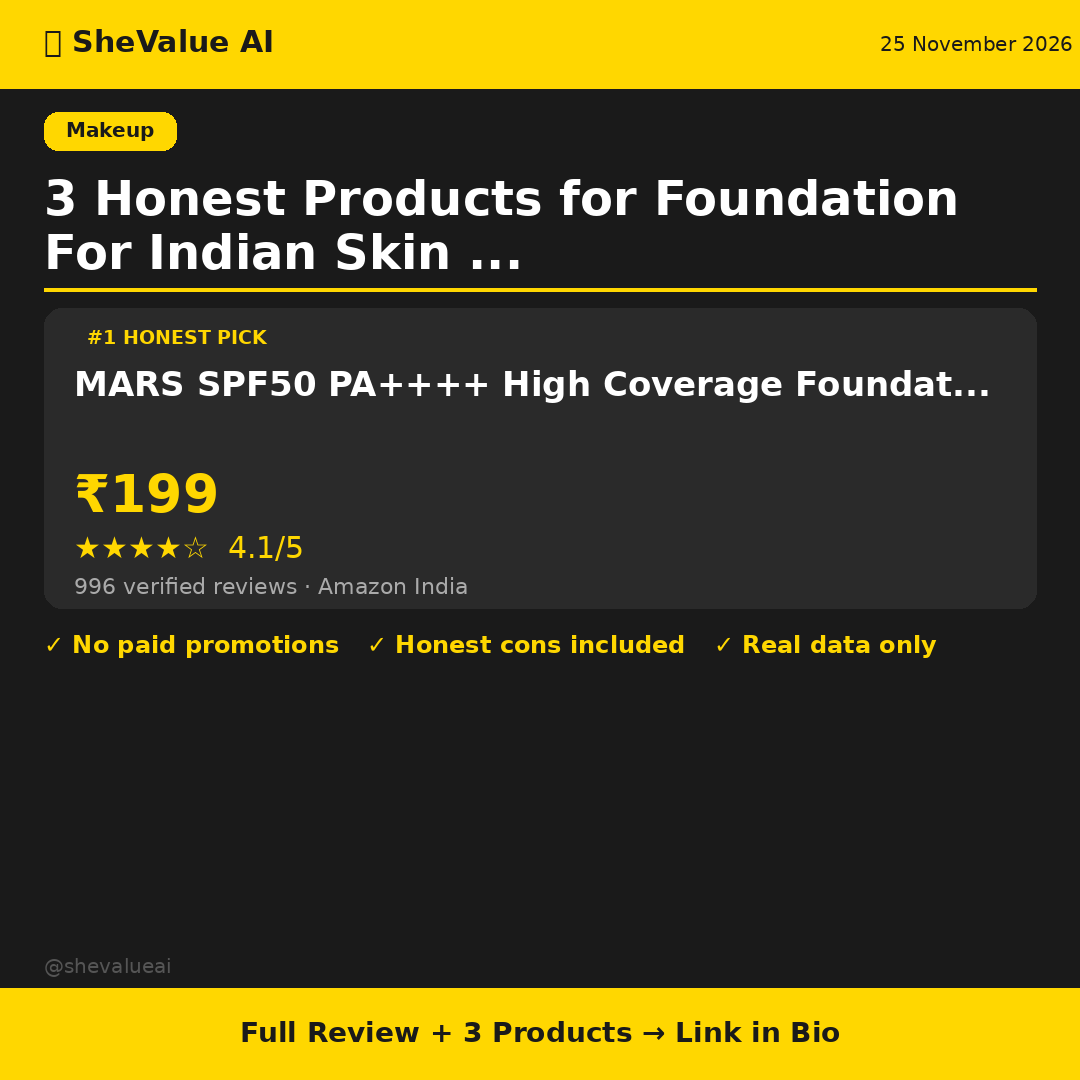 SheValue AI
25 November 2026
Makeup
3 Honest Products for Foundation
For Indian Skin ...
#1 HONEST PICK
MARS SPF50 PA++++ High Coverage Foundat...
₹199
★★★★☆ 4.1/5
996 verified reviews · Amazon India
✓ No paid promotions ✓ Honest cons included ✓ Real data only
@shevalueai
Full Review + 3 Products → Link in Bio